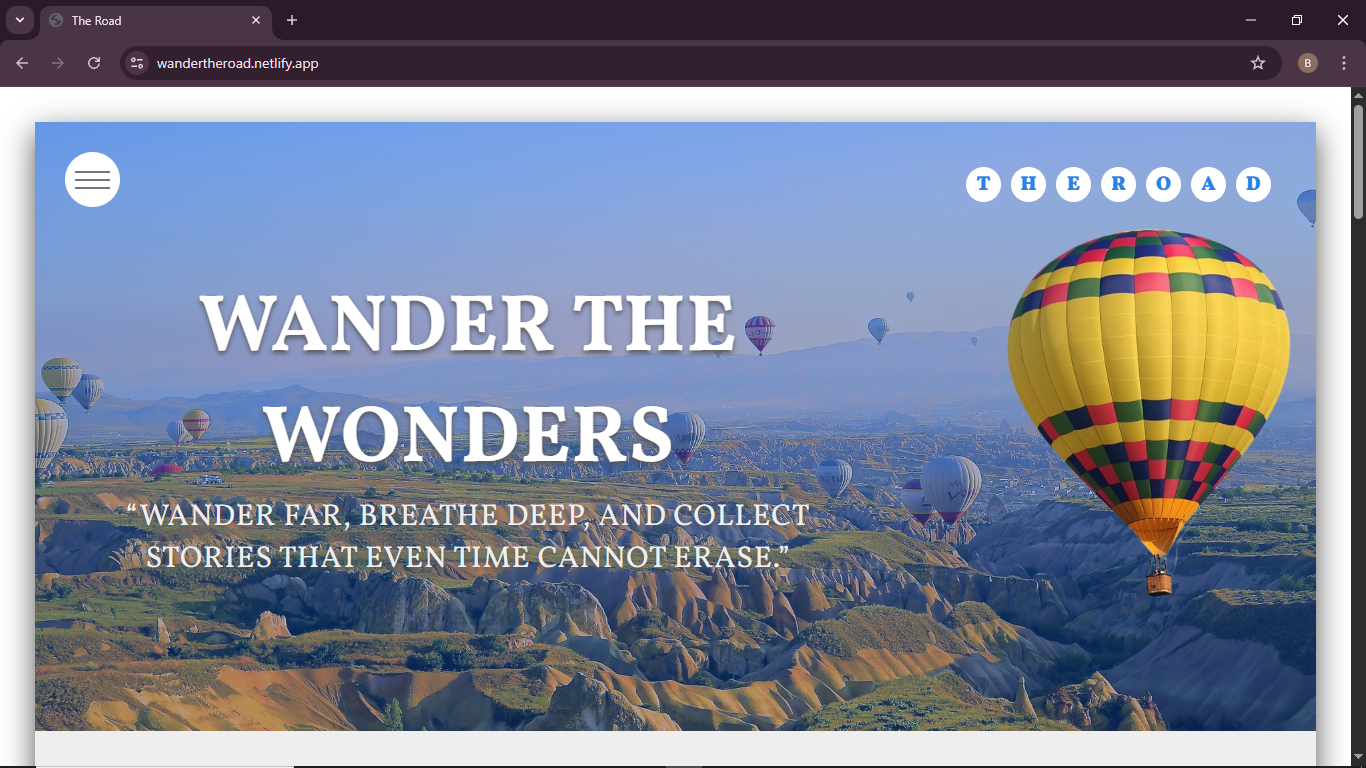 The Road
wandertheroad.netlify.app
B
T H E R O A D
WANDER THE
WONDERS
“WANDER FAR, BREATHE DEEP, AND COLLECT
STORIES THAT EVEN TIME CANNOT ERASE.”